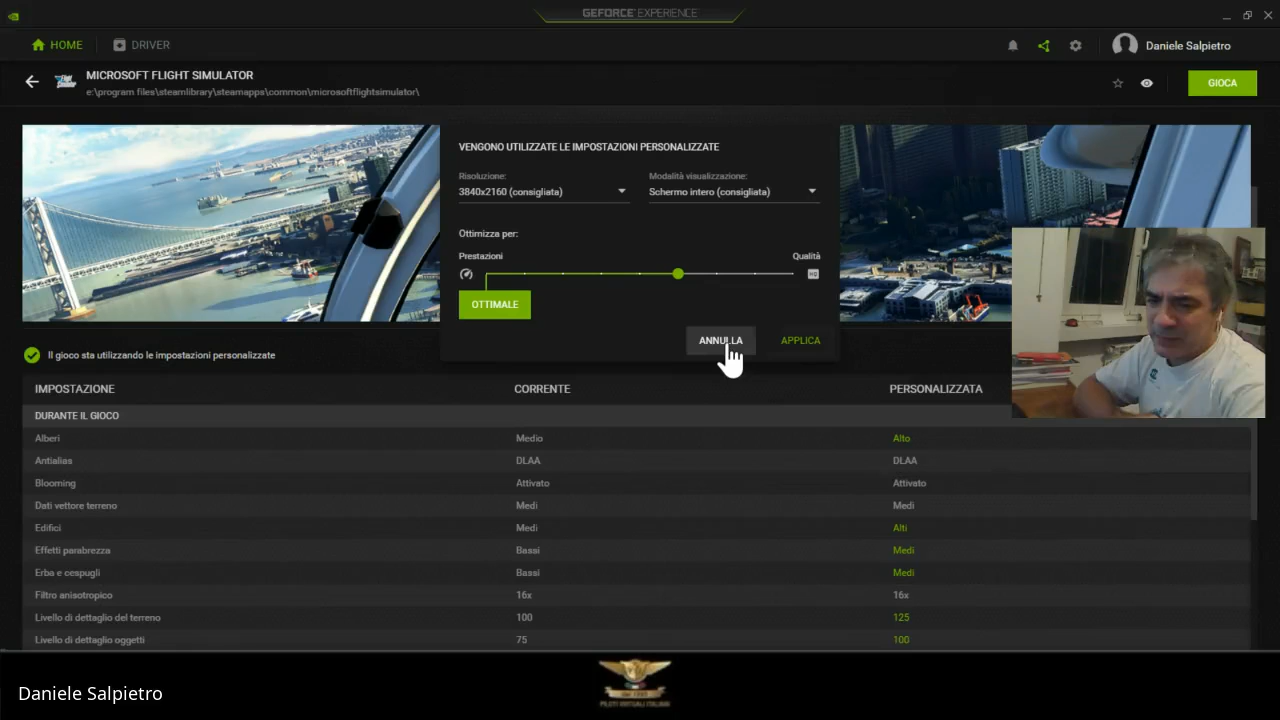 GEFORCE EXPERIENCE
HOME
DRIVER
Daniele Salpietro
MICROSOFT FLIGHT SIMULATOR
e:\program files\steamlibrary\steamapps\common\microsoftflightsimulator\
GIOCA
VENGONO UTILIZZATE LE IMPOSTAZIONI PERSONALIZZATE
Risoluzione:
Modalità visualizzazione:
3840x2160 (consigliata)
Schermo intero (consigliata)
Ottimizza per:
Prestazioni
Qualità
HQ
OTTIMALE
ANNULLA
APPLICA
Il gioco sta utilizzando le impostazioni personalizzate
IMPOSTAZIONE CORRENTE PERSONALIZZATA
DURANTE IL GIOCO
Alberi Medio Alto
Antialias DLAA DLAA
Blooming Attivato Attivato
Dati vettore terreno Medi Medi
Edifici Medi Alti
Effetti parabrezza Bassi Medi
Erba e cespugli Bassi Medi
Filtro anisotropico 16x 16x
Livello di dettaglio del terreno 100 125
Livello di dettaglio oggetti 75 100
PILOTI VIRTUALI ITALIANI
Daniele Salpietro